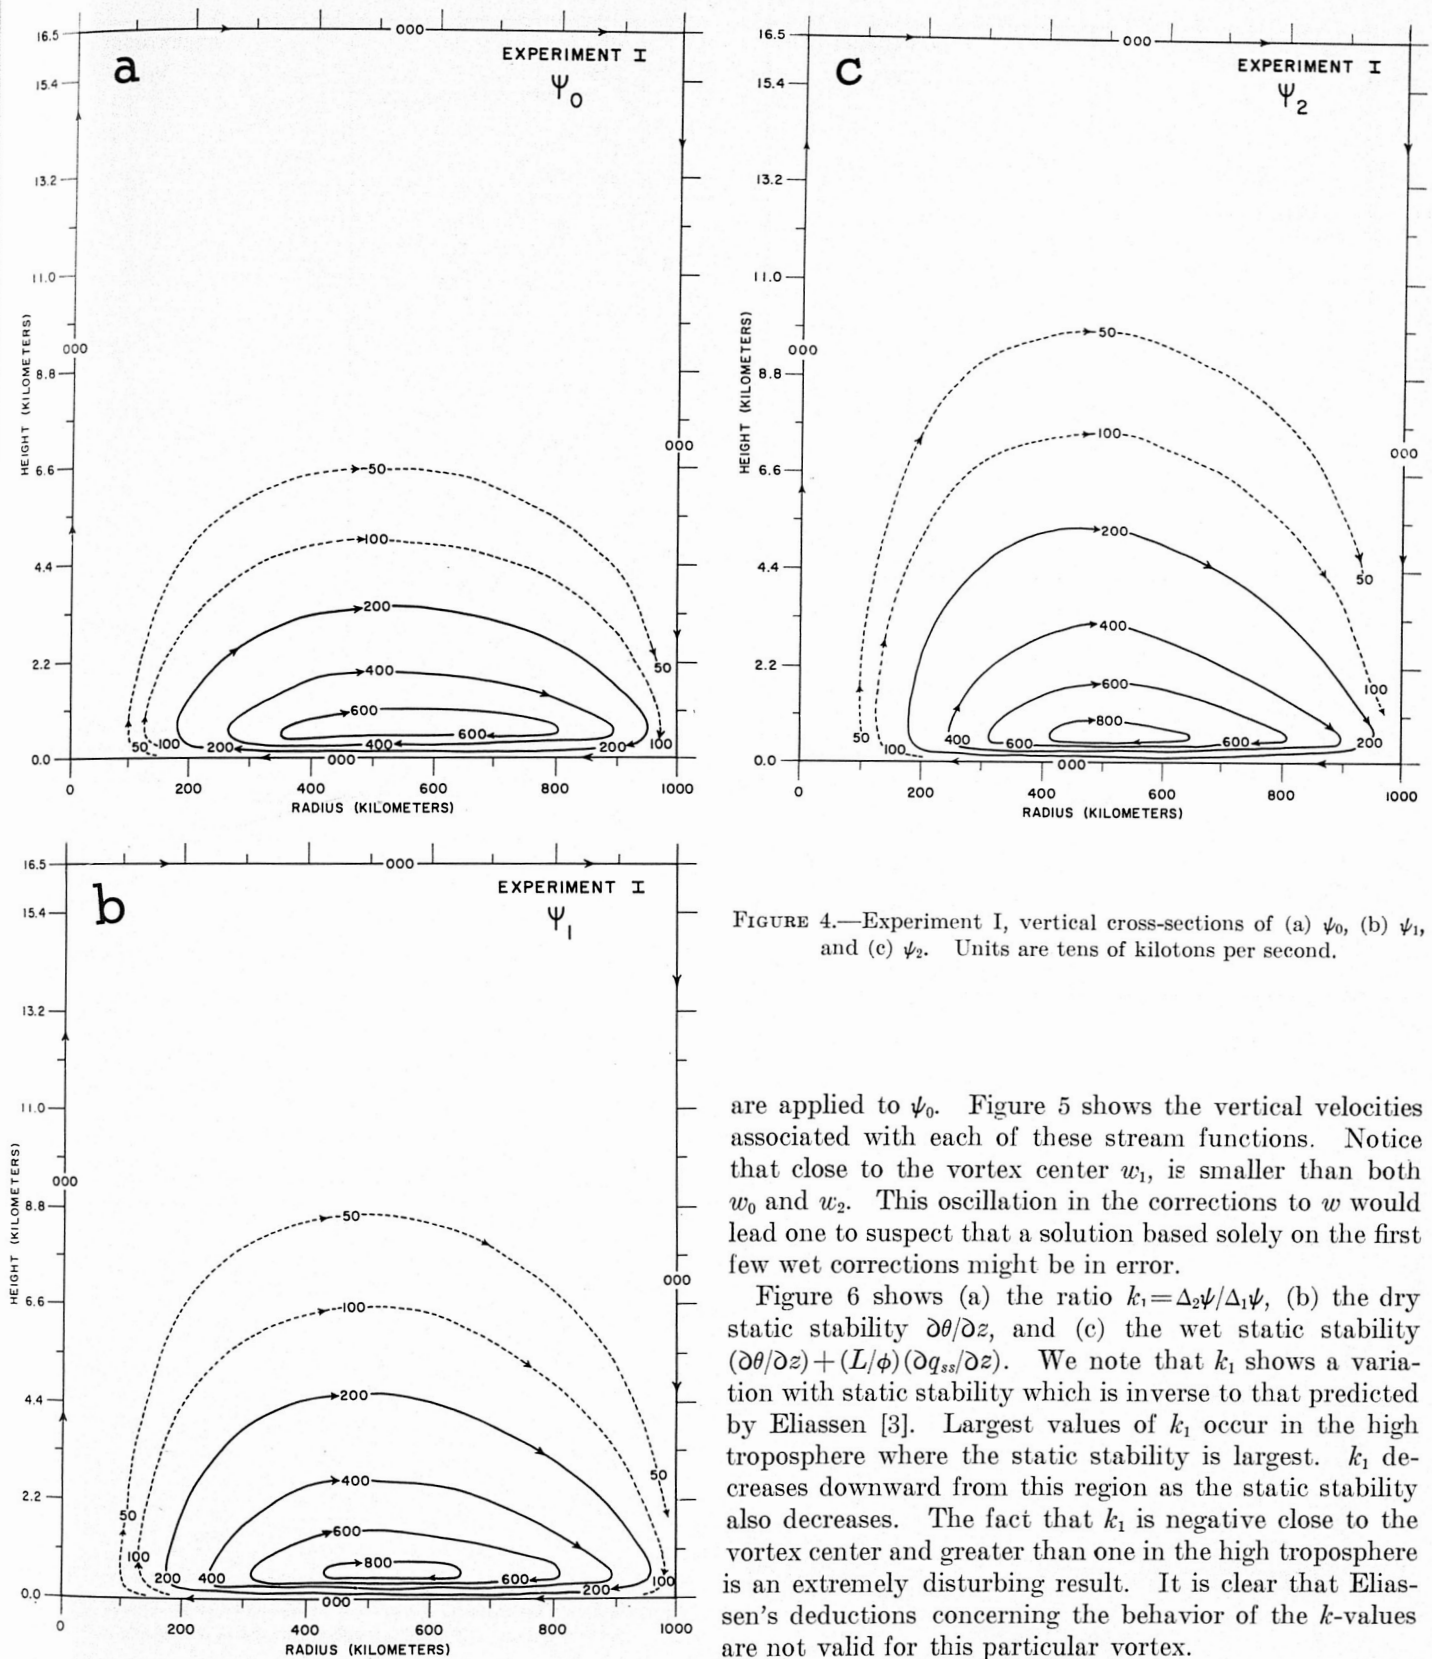 16.5
15.4
13.2
11.0
8.8
6.6
4.4
2.2
0.0
HEIGHT (KILOMETERS)
a
EXPERIMENT I
ψ0
000
000
000
50
100
200
400
600
600
50
50
100
200
400
200
100
000
0
200
400
600
800
1000
RADIUS (KILOMETERS)
16.5
15.4
13.2
11.0
8.8
6.6
4.4
2.2
0.0
HEIGHT (KILOMETERS)
c
EXPERIMENT I
ψ2
000
000
000
50
100
200
400
600
800
50
100
50
100
400
600
600
200
000
0
200
400
600
800
1000
RADIUS (KILOMETERS)
16.5
15.4
13.2
11.0
8.8
6.6
4.4
2.2
0.0
HEIGHT (KILOMETERS)
b
EXPERIMENT I
ψ1
000
000
000
50
100
200
400
600
800
50
50
100
200
400
600
200
100
000
0
200
400
600
800
1000
RADIUS (KILOMETERS)
FIGURE 4.—Experiment I, vertical cross-sections of (a) ψ0, (b) ψ1,
and (c) ψ2. Units are tens of kilotons per second.
are applied to ψ0. Figure 5 shows the vertical velocities
associated with each of these stream functions. Notice
that close to the vortex center w1, is smaller than both
w0 and w2. This oscillation in the corrections to w would
lead one to suspect that a solution based solely on the first
few wet corrections might be in error.
Figure 6 shows (a) the ratio k1=Δ2ψ/Δ1ψ, (b) the dry
static stability ∂θ/∂z, and (c) the wet static stability
(∂θ/∂z)+(L/ϕ)(∂qss/∂z). We note that k1 shows a varia-
tion with static stability which is inverse to that predicted
by Eliassen [3]. Largest values of k1 occur in the high
troposphere where the static stability is largest. k1 de-
creases downward from this region as the static stability
also decreases. The fact that k1 is negative close to the
vortex center and greater than one in the high troposphere
is an extremely disturbing result. It is clear that Elias-
sen's deductions concerning the behavior of the k-values
are not valid for this particular vortex.